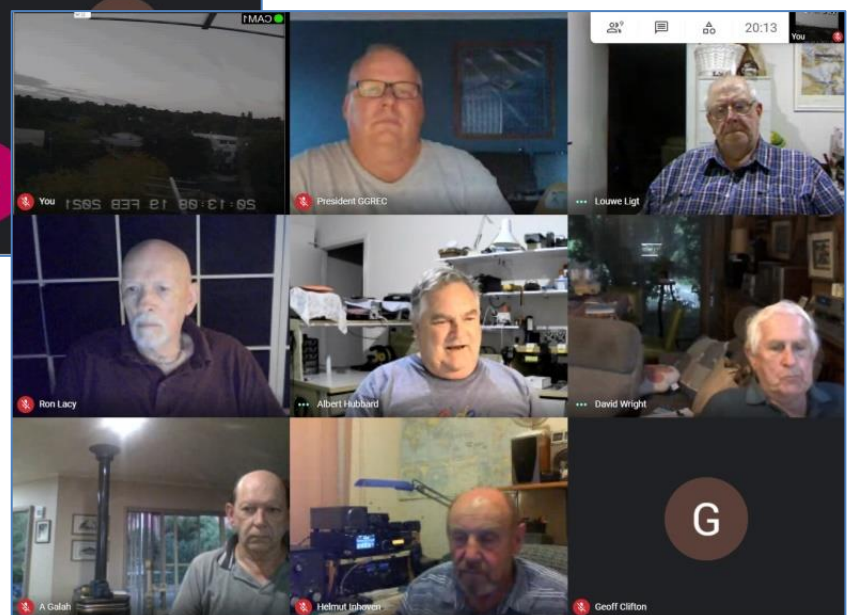 CAM1
20:13
You
You
20:13:08 19 FEB 2021
President GGREC
Louwe Ligt
Ron Lacy
Albert Hubbard
David Wright
A Galah
Helmut Inhoven
G
Geoff Clifton